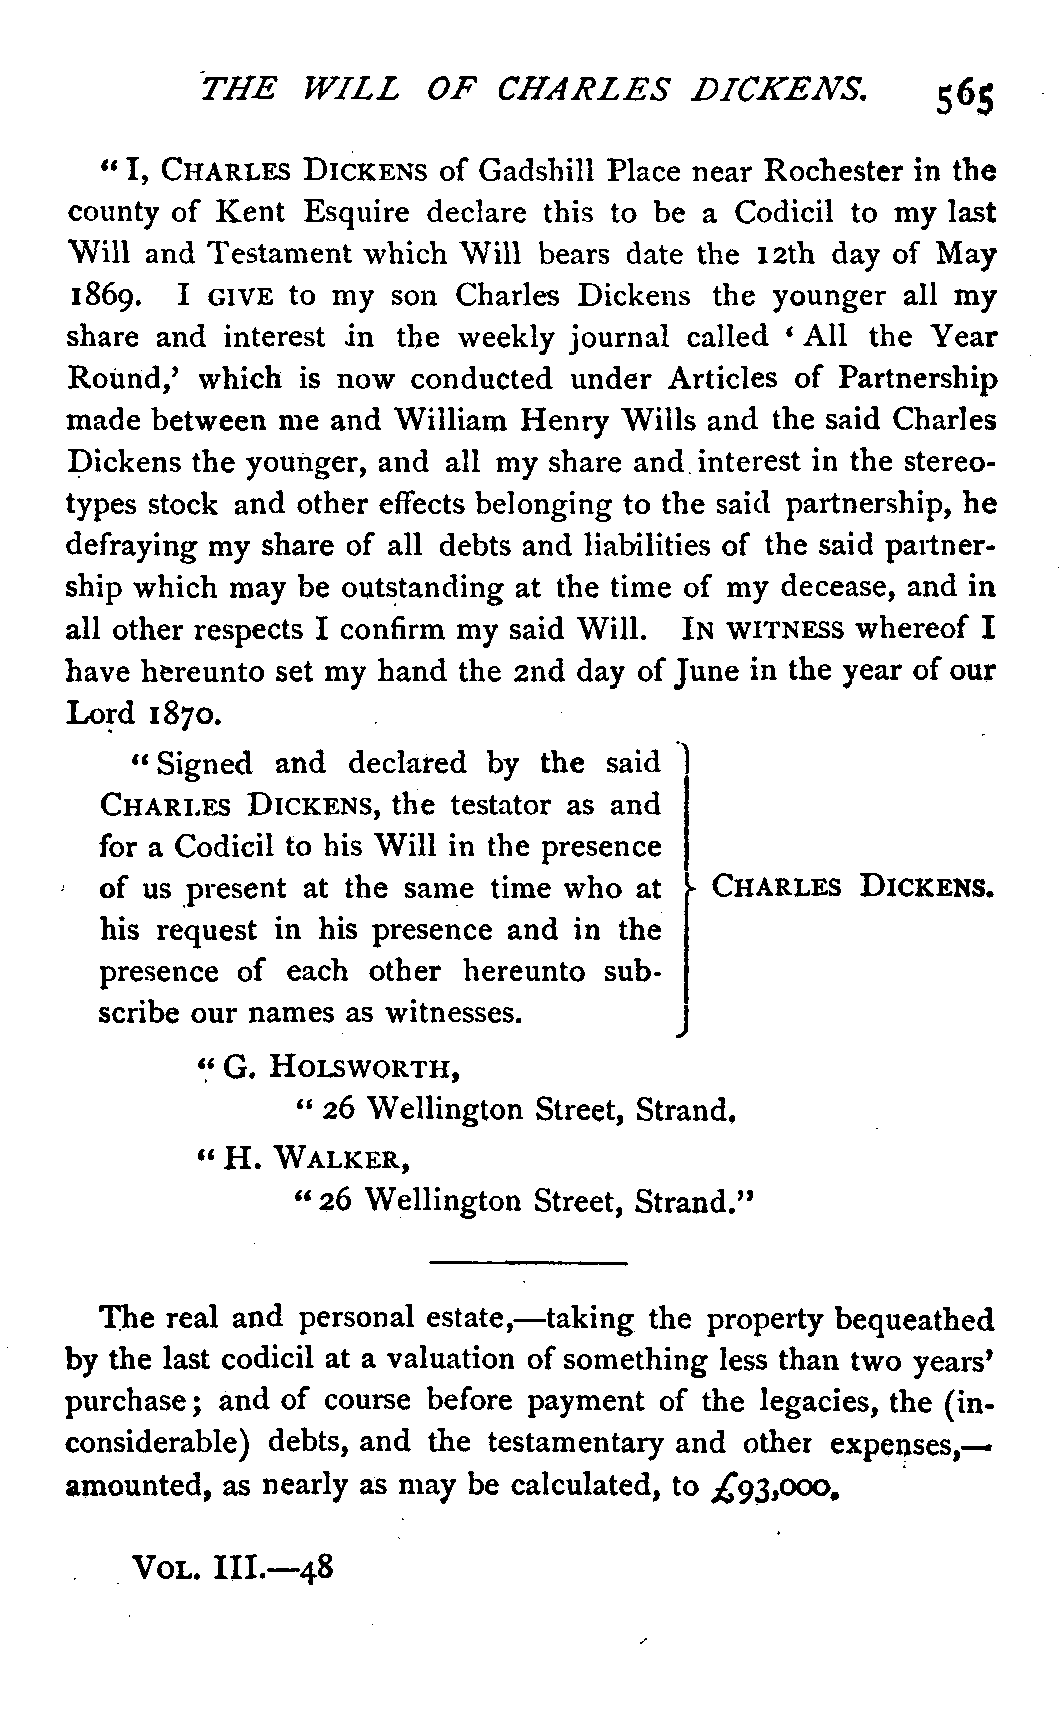 THE WILL OF CHARLES DICKENS. 565
“ I, CHARLES DICKENS of Gadshill Place near Rochester in the
county of Kent Esquire declare this to be a Codicil to my last
Will and Testament which Will bears date the 12th day of May
1869. I GIVE to my son Charles Dickens the younger all my
share and interest in the weekly journal called ‘ All the Year
Round,’ which is now conducted under Articles of Partnership
made between me and William Henry Wills and the said Charles
Dickens the younger, and all my share and interest in the stereo-
types stock and other effects belonging to the said partnership, he
defraying my share of all debts and liabilities of the said partner-
ship which may be outstanding at the time of my decease, and in
all other respects I confirm my said Will. IN WITNESS whereof I
have hereunto set my hand the 2nd day of June in the year of our
Lord 1870.
“ Signed and declared by the said
CHARLES DICKENS, the testator as and
for a Codicil to his Will in the presence
of us present at the same time who at
his request in his presence and in the
presence of each other hereunto sub-
scribe our names as witnesses.
CHARLES DICKENS.
“ G. HOLSWORTH,
“ 26 Wellington Street, Strand.
“ H. WALKER,
“ 26 Wellington Street, Strand.”
The real and personal estate,—taking the property bequeathed
by the last codicil at a valuation of something less than two years’
purchase; and of course before payment of the legacies, the (in-
considerable) debts, and the testamentary and other expenses,—
amounted, as nearly as may be calculated, to £93,000.
VOL. III.—48